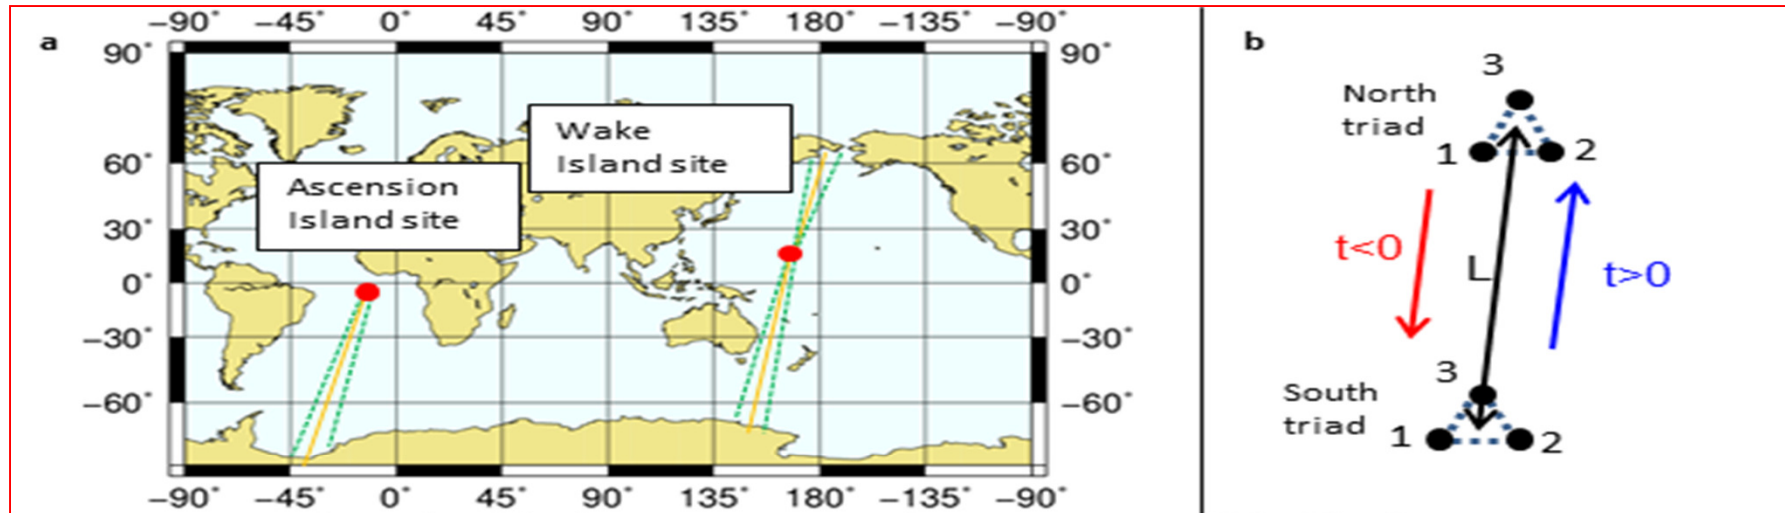 −90˚ −45˚ 0˚ 45˚ 90˚ 135˚ 180˚ −135˚ −90˚
a
90˚ 90˚
Wake
Island site
60˚ 60˚
Ascension
Island site
30˚ 30˚
0˚ 0˚
−30˚ −30˚
−60˚ −60˚
−90˚ −45˚ 0˚ 45˚ 90˚ 135˚ 180˚ −135˚ −90˚
b
3
North
triad
1 2
t<0
L
t>0
3
South
triad
1 2